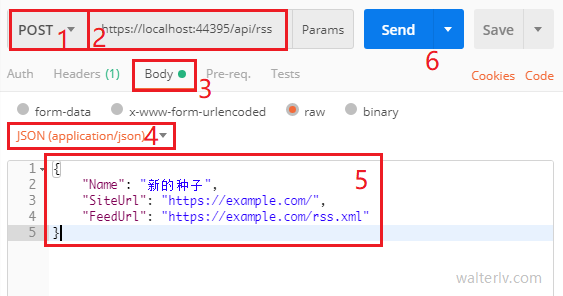 POST 1 2 https://localhost:44395/api/rss Params Send 6 Save
Auth Headers (1) Body Pre-req. Tests Cookies Code
3
form-data x-www-form-urlencoded raw binary
JSON (application/json) 4
1 {
2 "Name": "新的种子", 5
3 "SiteUrl": "https://example.com/",
4 "FeedUrl": "https://example.com/rss.xml"
5 }
walterlv.com